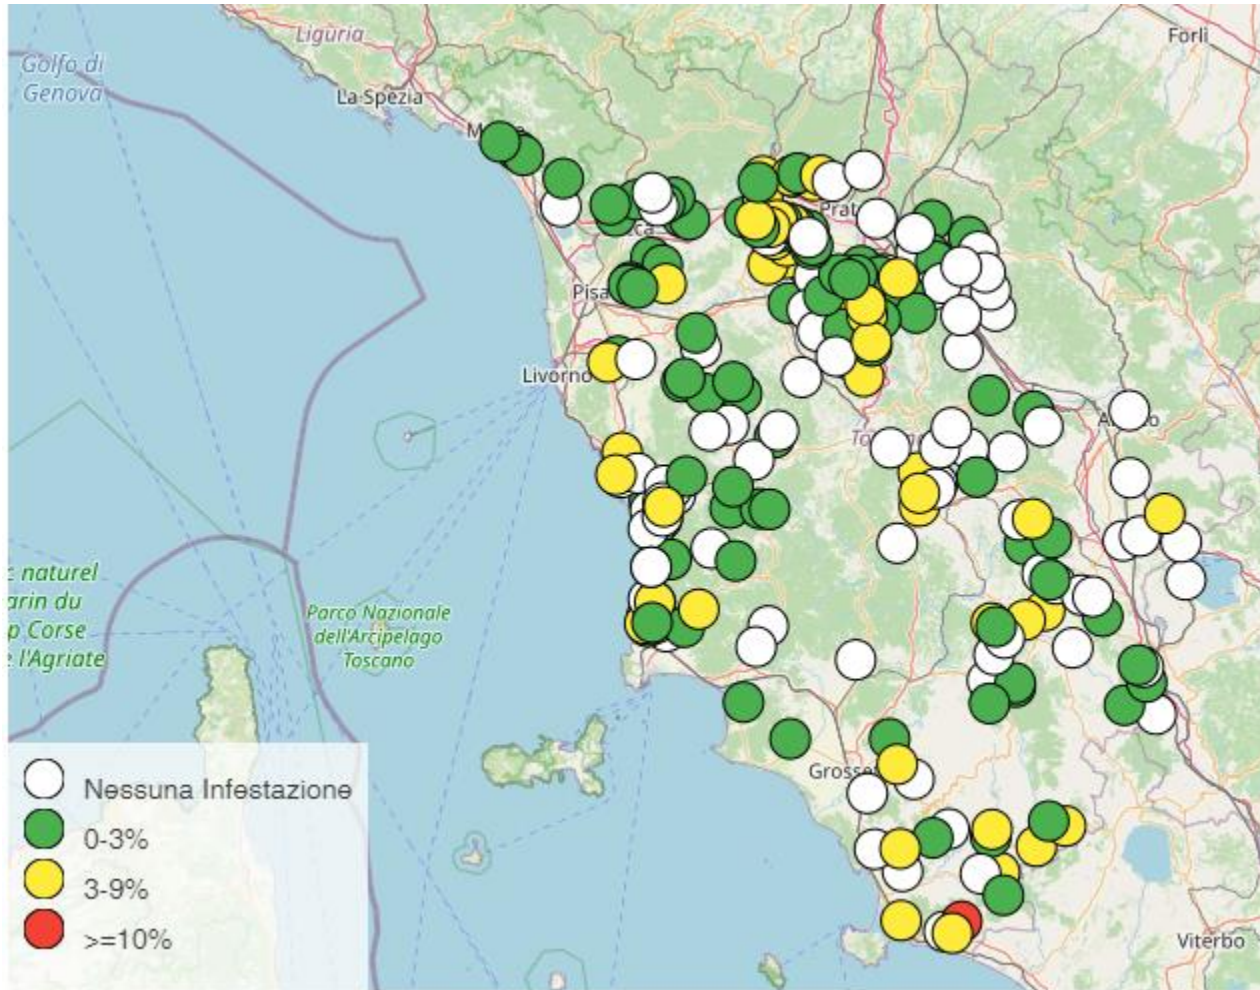 Forlì
Liguria
Golfo di
Genova
La Spezia
Prat
Pisa
Livorno
c naturel
arin du
p Corse
e l'Agriate
Parco Nazionale
dell'Arcipelago
Toscano
Grosse
Viterbo
Nessuna Infestazione
0-3%
3-9%
>=10%